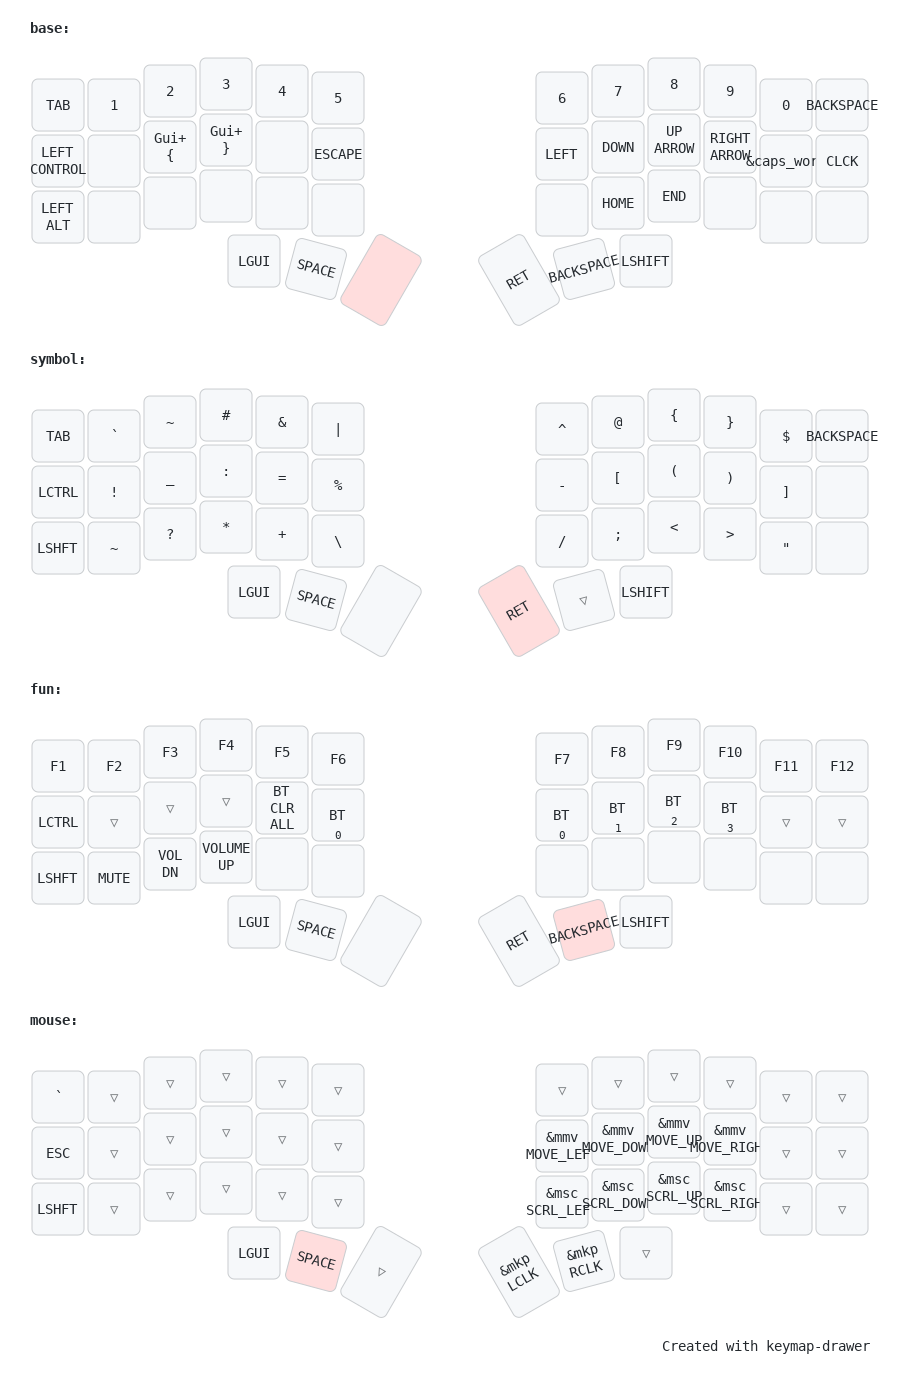 base:
TAB 1 2 3 4 5 6 7 8 9 0 BACKSPACE
LEFT CONTROL Gui+ { Gui+ } ESCAPE LEFT DOWN UP ARROW RIGHT ARROW &caps_wor CLCK
LEFT ALT HOME END
LGUI SPACE RET BACKSPACE LSHIFT
symbol:
TAB ` ~ # & | ^ @ { } $ BACKSPACE
LCTRL ! _ : = % - [ ( ) ]
LSHFT ~ ? * + \ / ; < > "
LGUI SPACE RET ▽ LSHIFT
fun:
F1 F2 F3 F4 F5 F6 F7 F8 F9 F10 F11 F12
LCTRL ▽ ▽ ▽ BT CLR ALL BT 0 BT 0 BT 1 BT 2 BT 3 ▽ ▽
LSHFT MUTE VOL DN VOLUME UP
LGUI SPACE RET BACKSPACE LSHIFT
mouse:
` ▽ ▽ ▽ ▽ ▽ ▽ ▽ ▽ ▽ ▽ ▽
ESC ▽ ▽ ▽ ▽ ▽ &mmv MOVE_LEF &mmv MOVE_DOW &mmv MOVE_UP &mmv MOVE_RIGH ▽ ▽
LSHFT ▽ ▽ ▽ ▽ ▽ &msc SCRL_LEF &msc SCRL_DOW &msc SCRL_UP &msc SCRL_RIGH ▽ ▽
LGUI SPACE ▽ &mkp LCLK &mkp RCLK ▽
Created with keymap-drawer